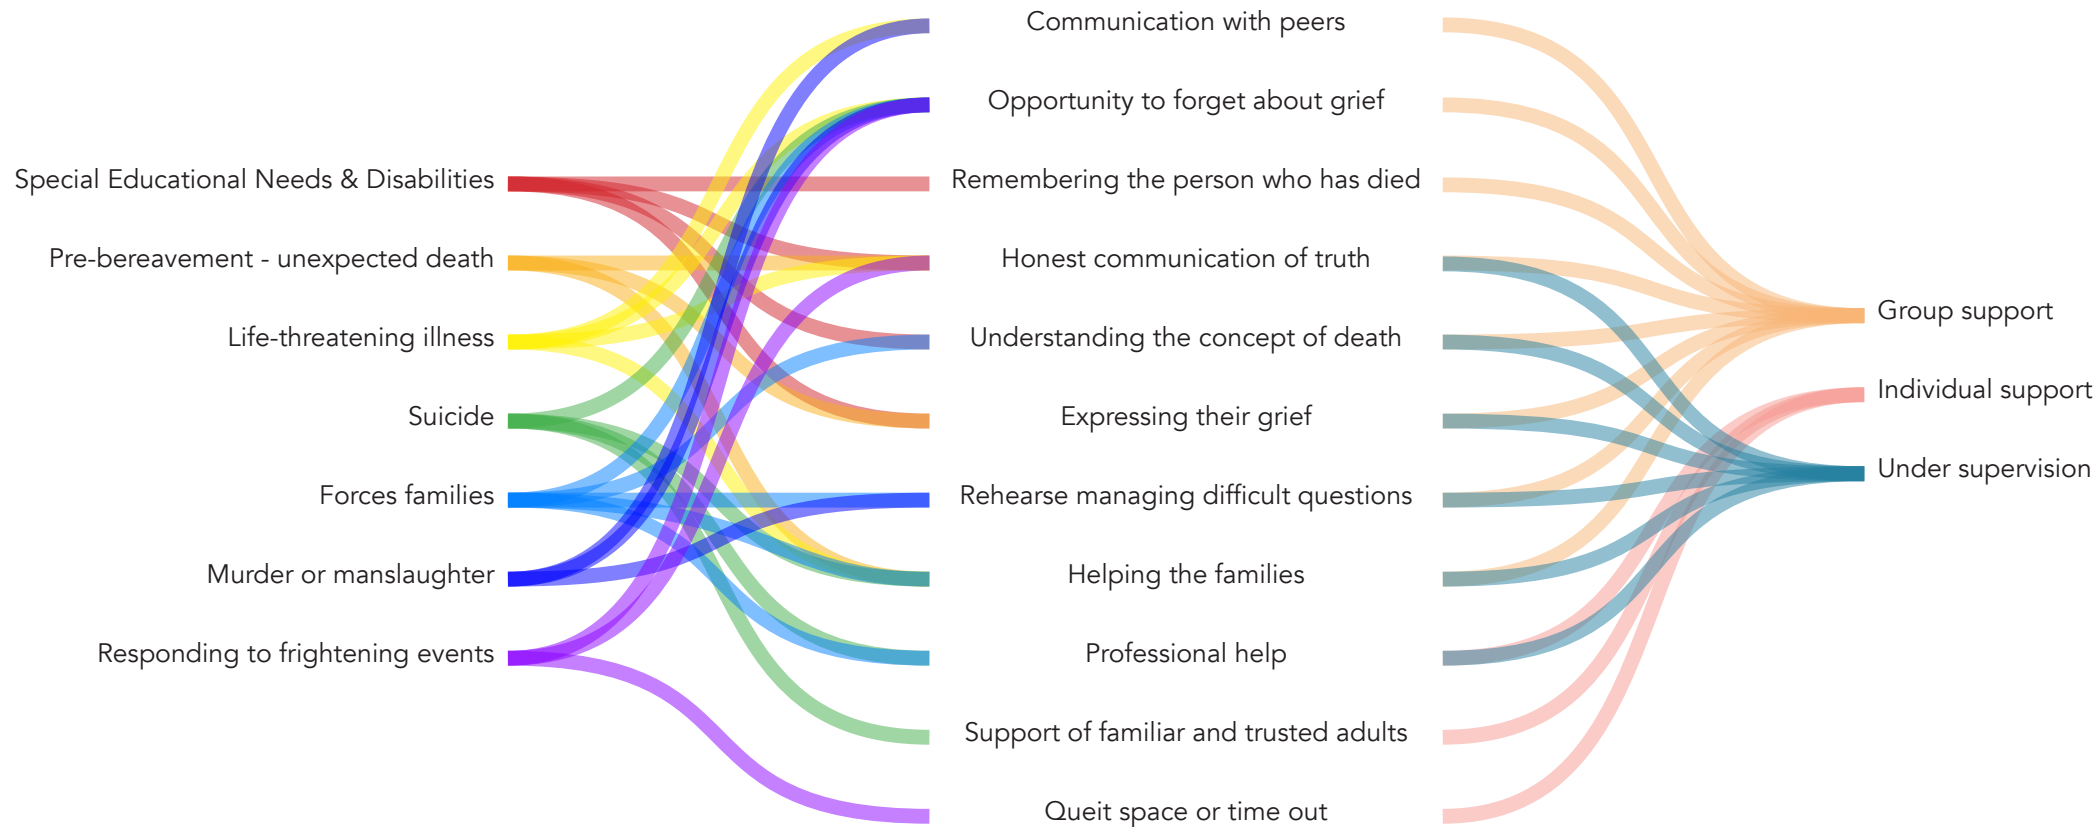 Special Educational Needs & Disabilities
Pre-bereavement - unexpected death
Life-threatening illness
Suicide
Forces families
Murder or manslaughter
Responding to frightening events
Communication with peers
Opportunity to forget about grief
Remembering the person who has died
Honest communication of truth
Understanding the concept of death
Expressing their grief
Rehearse managing difficult questions
Helping the families
Professional help
Support of familiar and trusted adults
Queit space or time out
Group support
Individual support
Under supervision